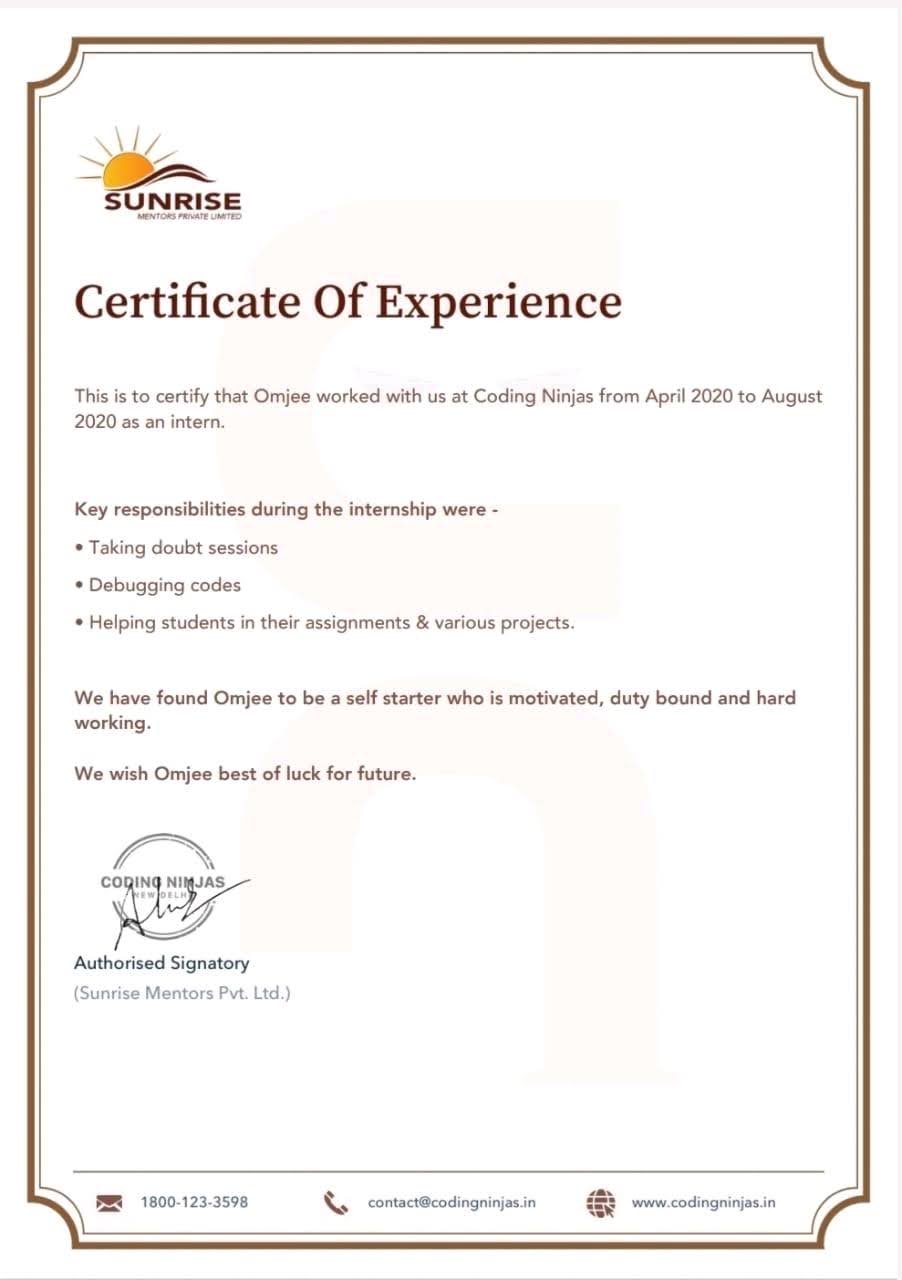 SUNRISE
MENTORS PRIVATE LIMITED
Certificate Of Experience
This is to certify that Omjee worked with us at Coding Ninjas from April 2020 to August
2020 as an intern.
Key responsibilities during the internship were -
• Taking doubt sessions
• Debugging codes
• Helping students in their assignments & various projects.
We have found Omjee to be a self starter who is motivated, duty bound and hard
working.
We wish Omjee best of luck for future.
CODING NINJAS
NEW DELHI
Authorised Signatory
(Sunrise Mentors Pvt. Ltd.)
1800-123-3598 contact@codingninjas.in www.codingninjas.in